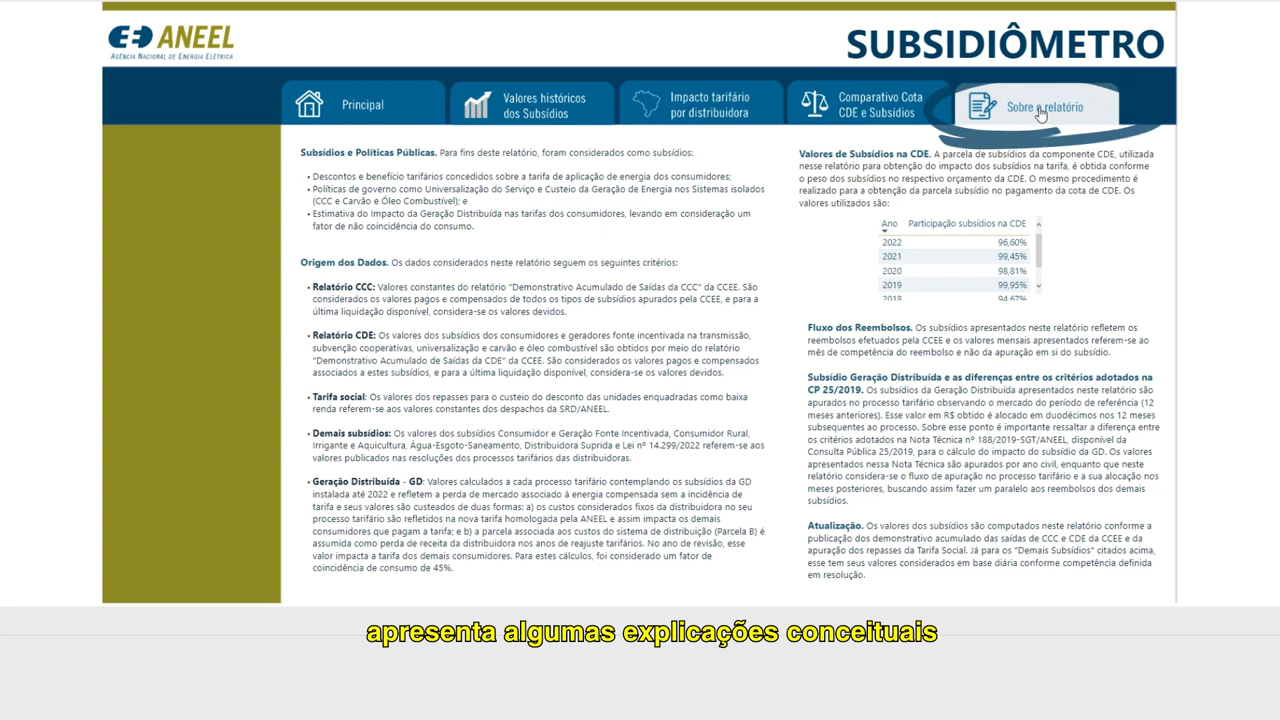 ANEEL
AGÊNCIA NACIONAL DE ENERGIA ELÉTRICA
SUBSIDIÔMETRO
Principal
Valores históricos
dos Subsídios
Impacto tarifário
por distribuidora
Comparativo Cota
CDE e Subsídios
Sobre o relatório
Subsídios e Políticas Públicas. Para fins deste relatório, foram considerados como subsídios:
• Descontos e benefício tarifários concedidos sobre a tarifa de aplicação de energia dos consumidores;
• Políticas de governo como Universalização do Serviço e Custeio da Geração de Energia nos Sistemas isolados
(CCC e Carvão e Óleo Combustível); e
• Estimativa do Impacto da Geração Distribuída nas tarifas dos consumidores, levando em consideração um
fator de não coincidência do consumo.
Origem dos Dados. Os dados considerados neste relatório seguem os seguintes critérios:
• Relatório CCC: Valores constantes do relatório "Demonstrativo Acumulado de Saídas da CCC" da CCEE. São
considerados os valores pagos e compensados de todos os tipos de subsídios apurados pela CCEE, e para a
última liquidação disponível, considera-se os valores devidos.
• Relatório CDE: Os valores dos subsídios dos consumidores e geradores fonte incentivada na transmissão,
subvenção cooperativas, universalização e carvão e óleo combustível são obtidos por meio do relatório
"Demonstrativo Acumulado de Saídas da CDE" da CCEE. São considerados os valores pagos e compensados
associados a estes subsídios, e para a última liquidação disponível, considera-se os valores devidos.
• Tarifa social: Os valores dos repasses para o custeio do desconto das unidades enquadradas como baixa
renda referem-se aos valores constantes dos despachos da SRD/ANEEL.
• Demais subsídios: Os valores dos subsídios Consumidor e Geração Fonte Incentivada, Consumidor Rural,
Irrigante e Aquicultura, Água-Esgoto-Saneamento, Distribuidora Suprida e Lei nº 14.299/2022 referem-se aos
valores publicados nas resoluções dos processos tarifários das distribuidoras.
• Geração Distribuída - GD: Valores calculados a cada processo tarifário contemplando os subsídios da GD
instalada até 2022 e refletem a perda de mercado associado à energia compensada sem a incidência de
tarifa e seus valores são custeados de duas formas: a) os custos considerados fixos da distribuidora no seu
processo tarifário são refletidos na nova tarifa homologada pela ANEEL e assim impacta os demais
consumidores que pagam a tarifa; e b) a parcela associada aos custos do sistema de distribuição (Parcela B) é
assumida como perda de receita da distribuidora nos anos de reajuste tarifários. No ano de revisão, esse
valor impacta a tarifa dos demais consumidores. Para estes cálculos, foi considerado um fator de
coincidência de consumo de 45%.
Valores de Subsídios na CDE. A parcela de subsídios da componente CDE, utilizada
nesse relatório para obtenção do impacto dos subsídios na tarifa, é obtida conforme
o peso dos subsídios no respectivo orçamento da CDE. O mesmo procedimento é
realizado para a obtenção da parcela subsídio no pagamento da cota de CDE. Os
valores utilizados são:
Ano Participação subsídios na CDE
2022 96,60%
2021 99,45%
2020 98,81%
2019 99,95%
2018 94,67%
Fluxo dos Reembolsos. Os subsídios apresentados neste relatório refletem os
reembolsos efetuados pela CCEE e os valores mensais apresentados referem-se ao
mês de competência do reembolso e não da apuração em si do subsídio.
Subsídio Geração Distribuída e as diferenças entre os critérios adotados na
CP 25/2019. Os subsídios da Geração Distribuída apresentados neste relatório são
apurados no processo tarifário observando o mercado do período de referência (12
meses anteriores). Esse valor em R$ obtido é alocado em duodécimos nos 12 meses
subsequentes ao processo. Sobre esse ponto é importante ressaltar a diferença entre
os critérios adotados na Nota Técnica nº 188/2019-SGT/ANEEL, disponível da
Consulta Pública 25/2019, para o cálculo do impacto do subsídio da GD. Os valores
apresentados nessa Nota Técnica são apurados por ano civil, enquanto que neste
relatório considera-se o fluxo de apuração no processo tarifário e a sua alocação nos
meses posteriores, buscando assim fazer um paralelo aos reembolsos dos demais
subsídios.
Atualização. Os valores dos subsídios são computados neste relatório conforme a
publicação dos demonstrativo acumulado das saídas de CCC e CDE da CCEE e da
apuração dos repasses da Tarifa Social. Já para os "Demais Subsídios" citados acima,
esse tem seus valores considerados em base diária conforme competência definida
em resolução.
apresenta algumas explicações conceituais